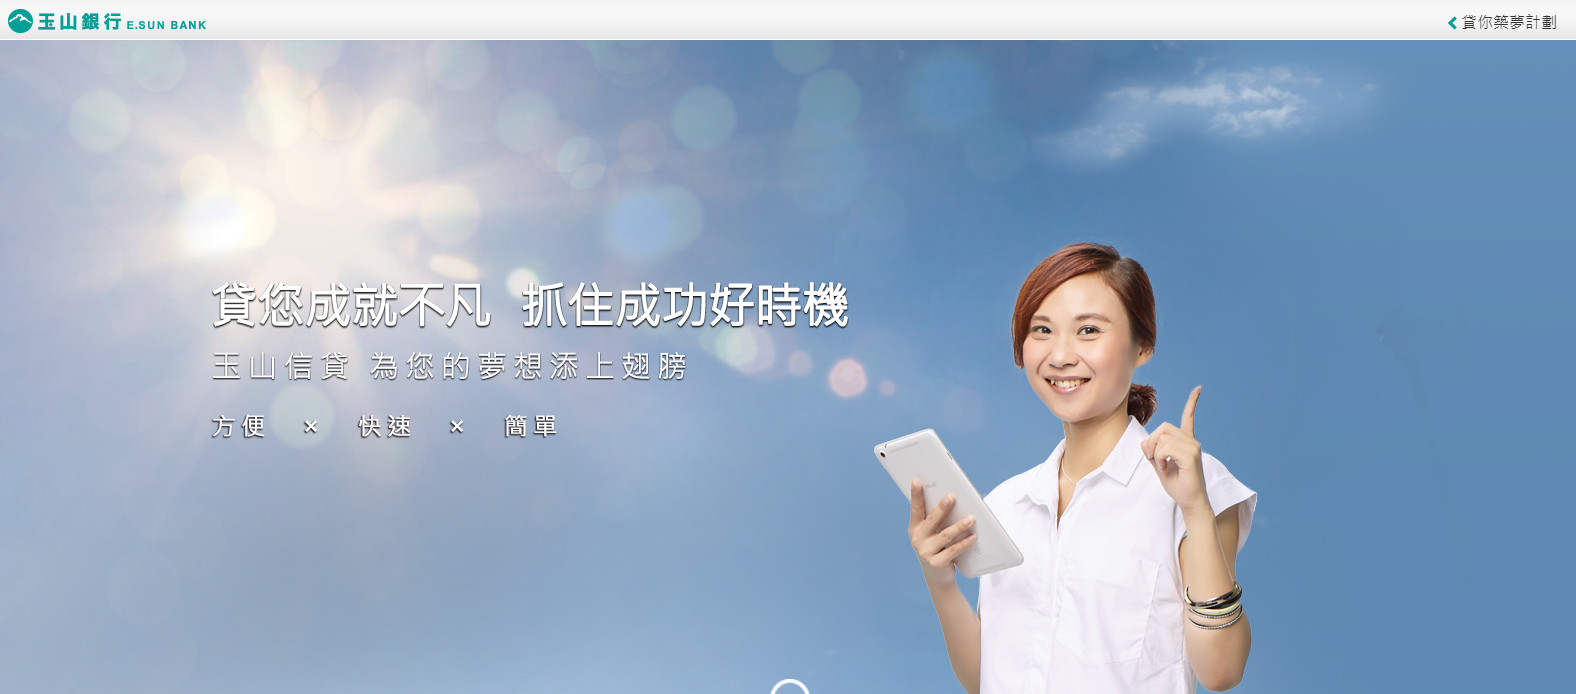 玉山銀行 E.SUN BANK
貸你築夢計劃
貸您成就不凡 抓住成功好時機
玉山信貸 為您的夢想添上翅膀
方便 × 快速 × 簡單